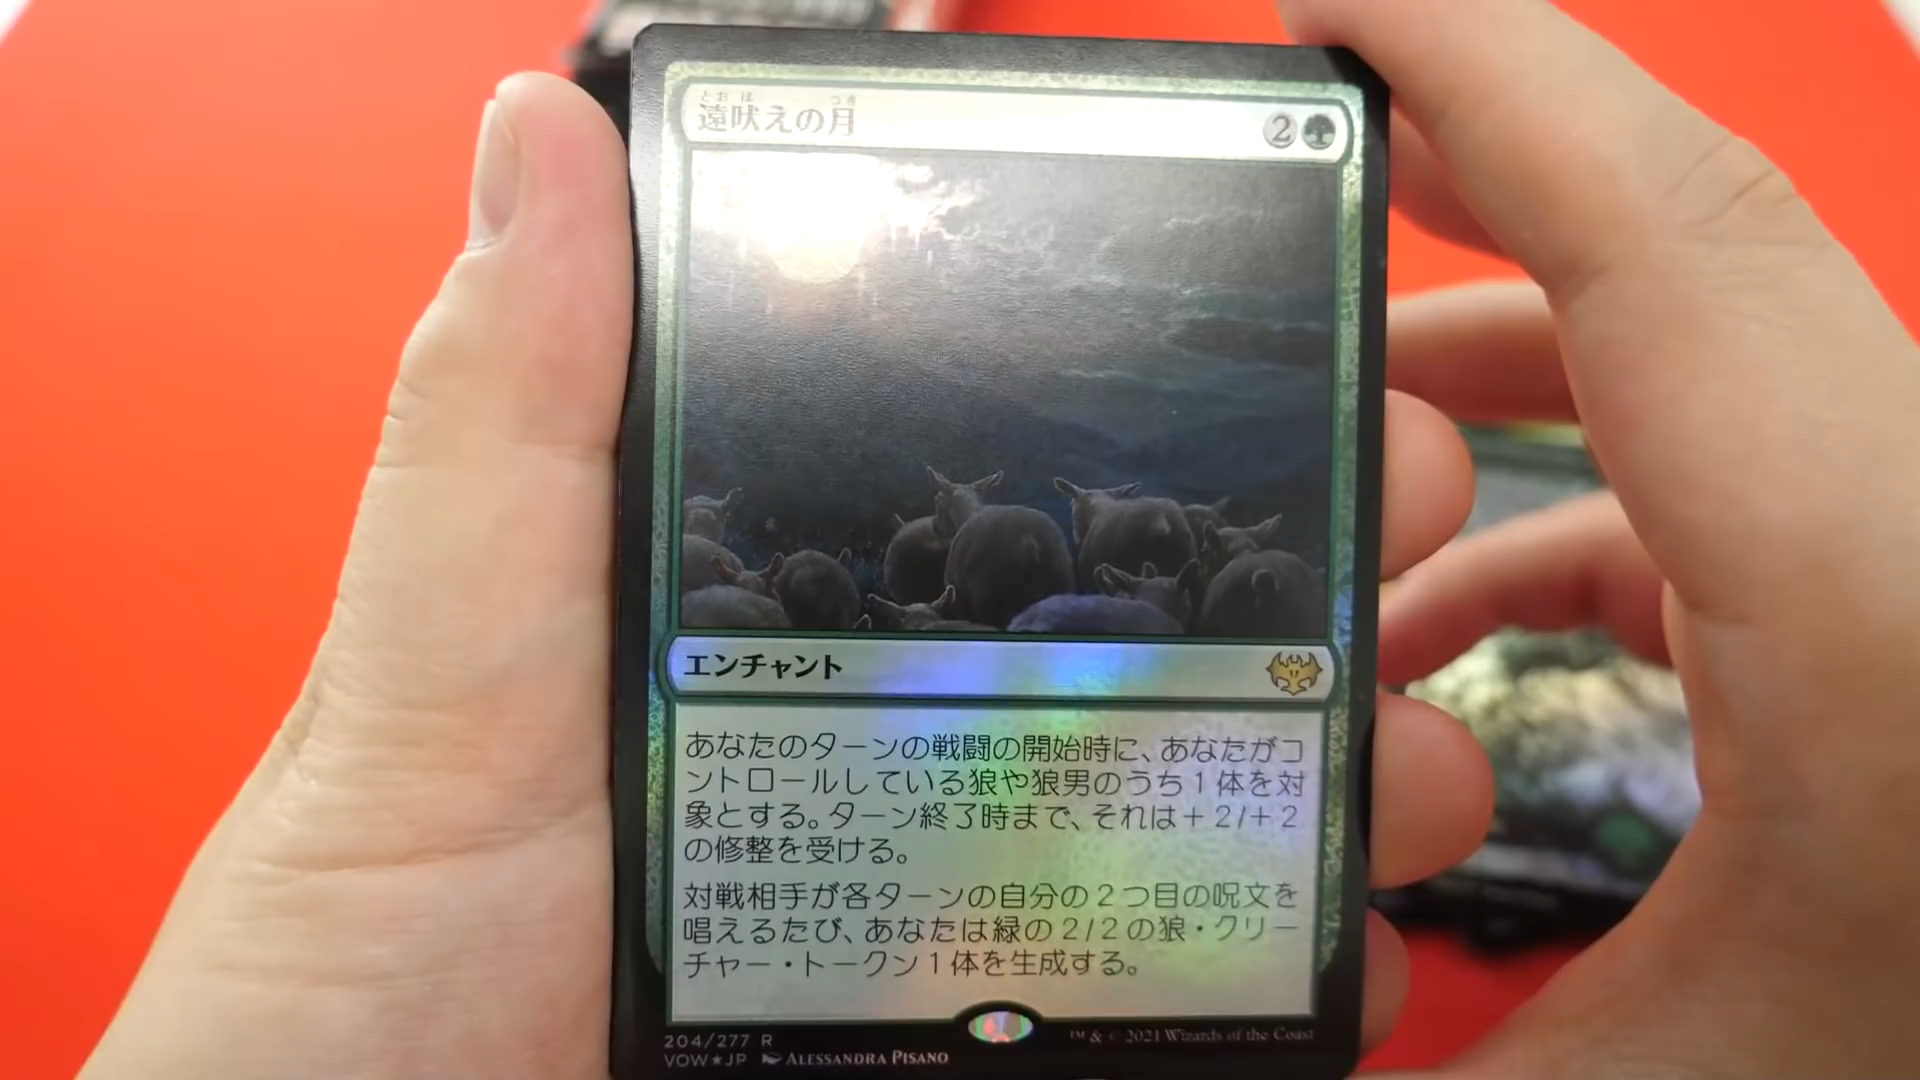 とお ぼ つき
遠吠えの月
2
エンチャント
あなたのターンの戦闘の開始時に、あなたがコ
ントロールしている狼や狼男のうち1体を対
象とする。ターン終了時まで、それは+2/+2
の修整を受ける。
対戦相手が各ターンの自分の2つ目の呪文を
唱えるたび、あなたは緑の2/2の狼・クリー
チャー・トークン1体を生成する。
204/277 R
VOW★JP ALESSANDRA PISANO
™ & © 2021 Wizards of the Coast